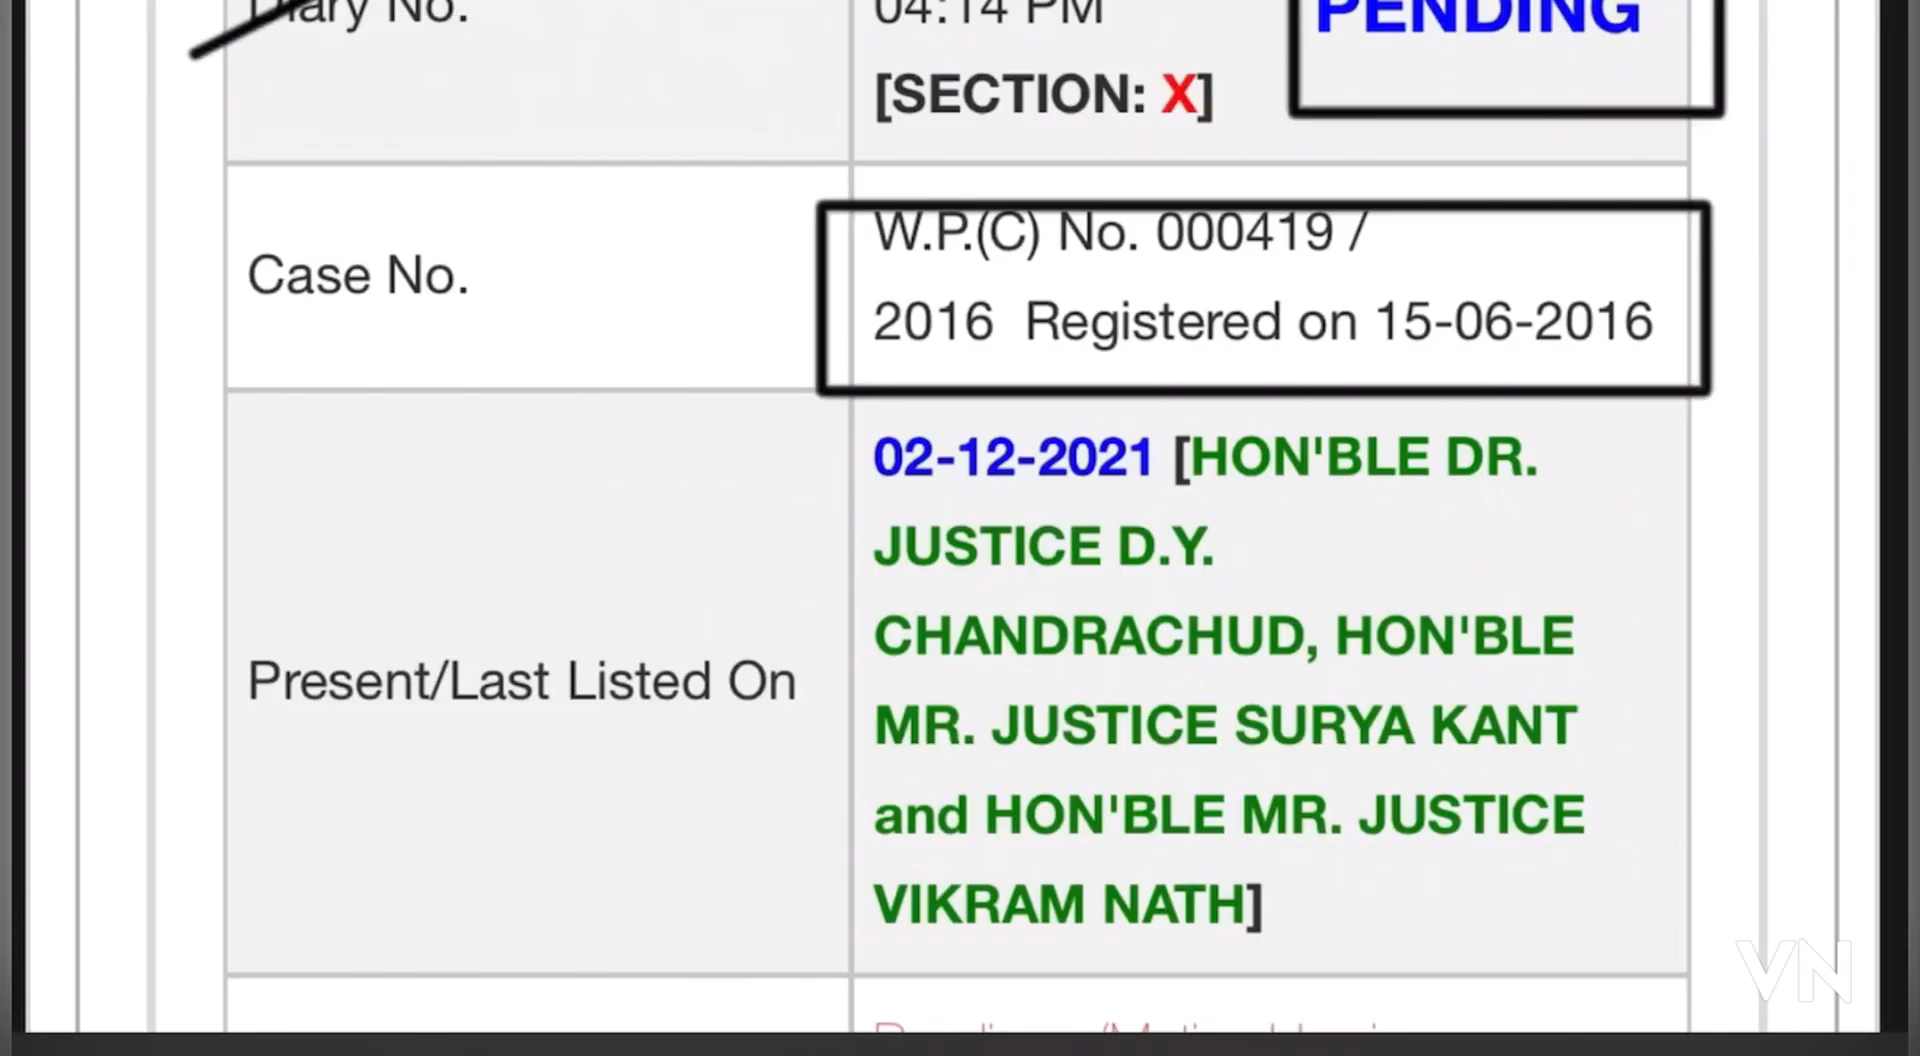 Diary No.
04:14 PM
PENDING
[SECTION: X]
Case No.
W.P.(C) No. 000419 /
2016 Registered on 15-06-2016
Present/Last Listed On
02-12-2021 [HON'BLE DR.
JUSTICE D.Y.
CHANDRACHUD, HON'BLE
MR. JUSTICE SURYA KANT
and HON'BLE MR. JUSTICE
VIKRAM NATH]
VN